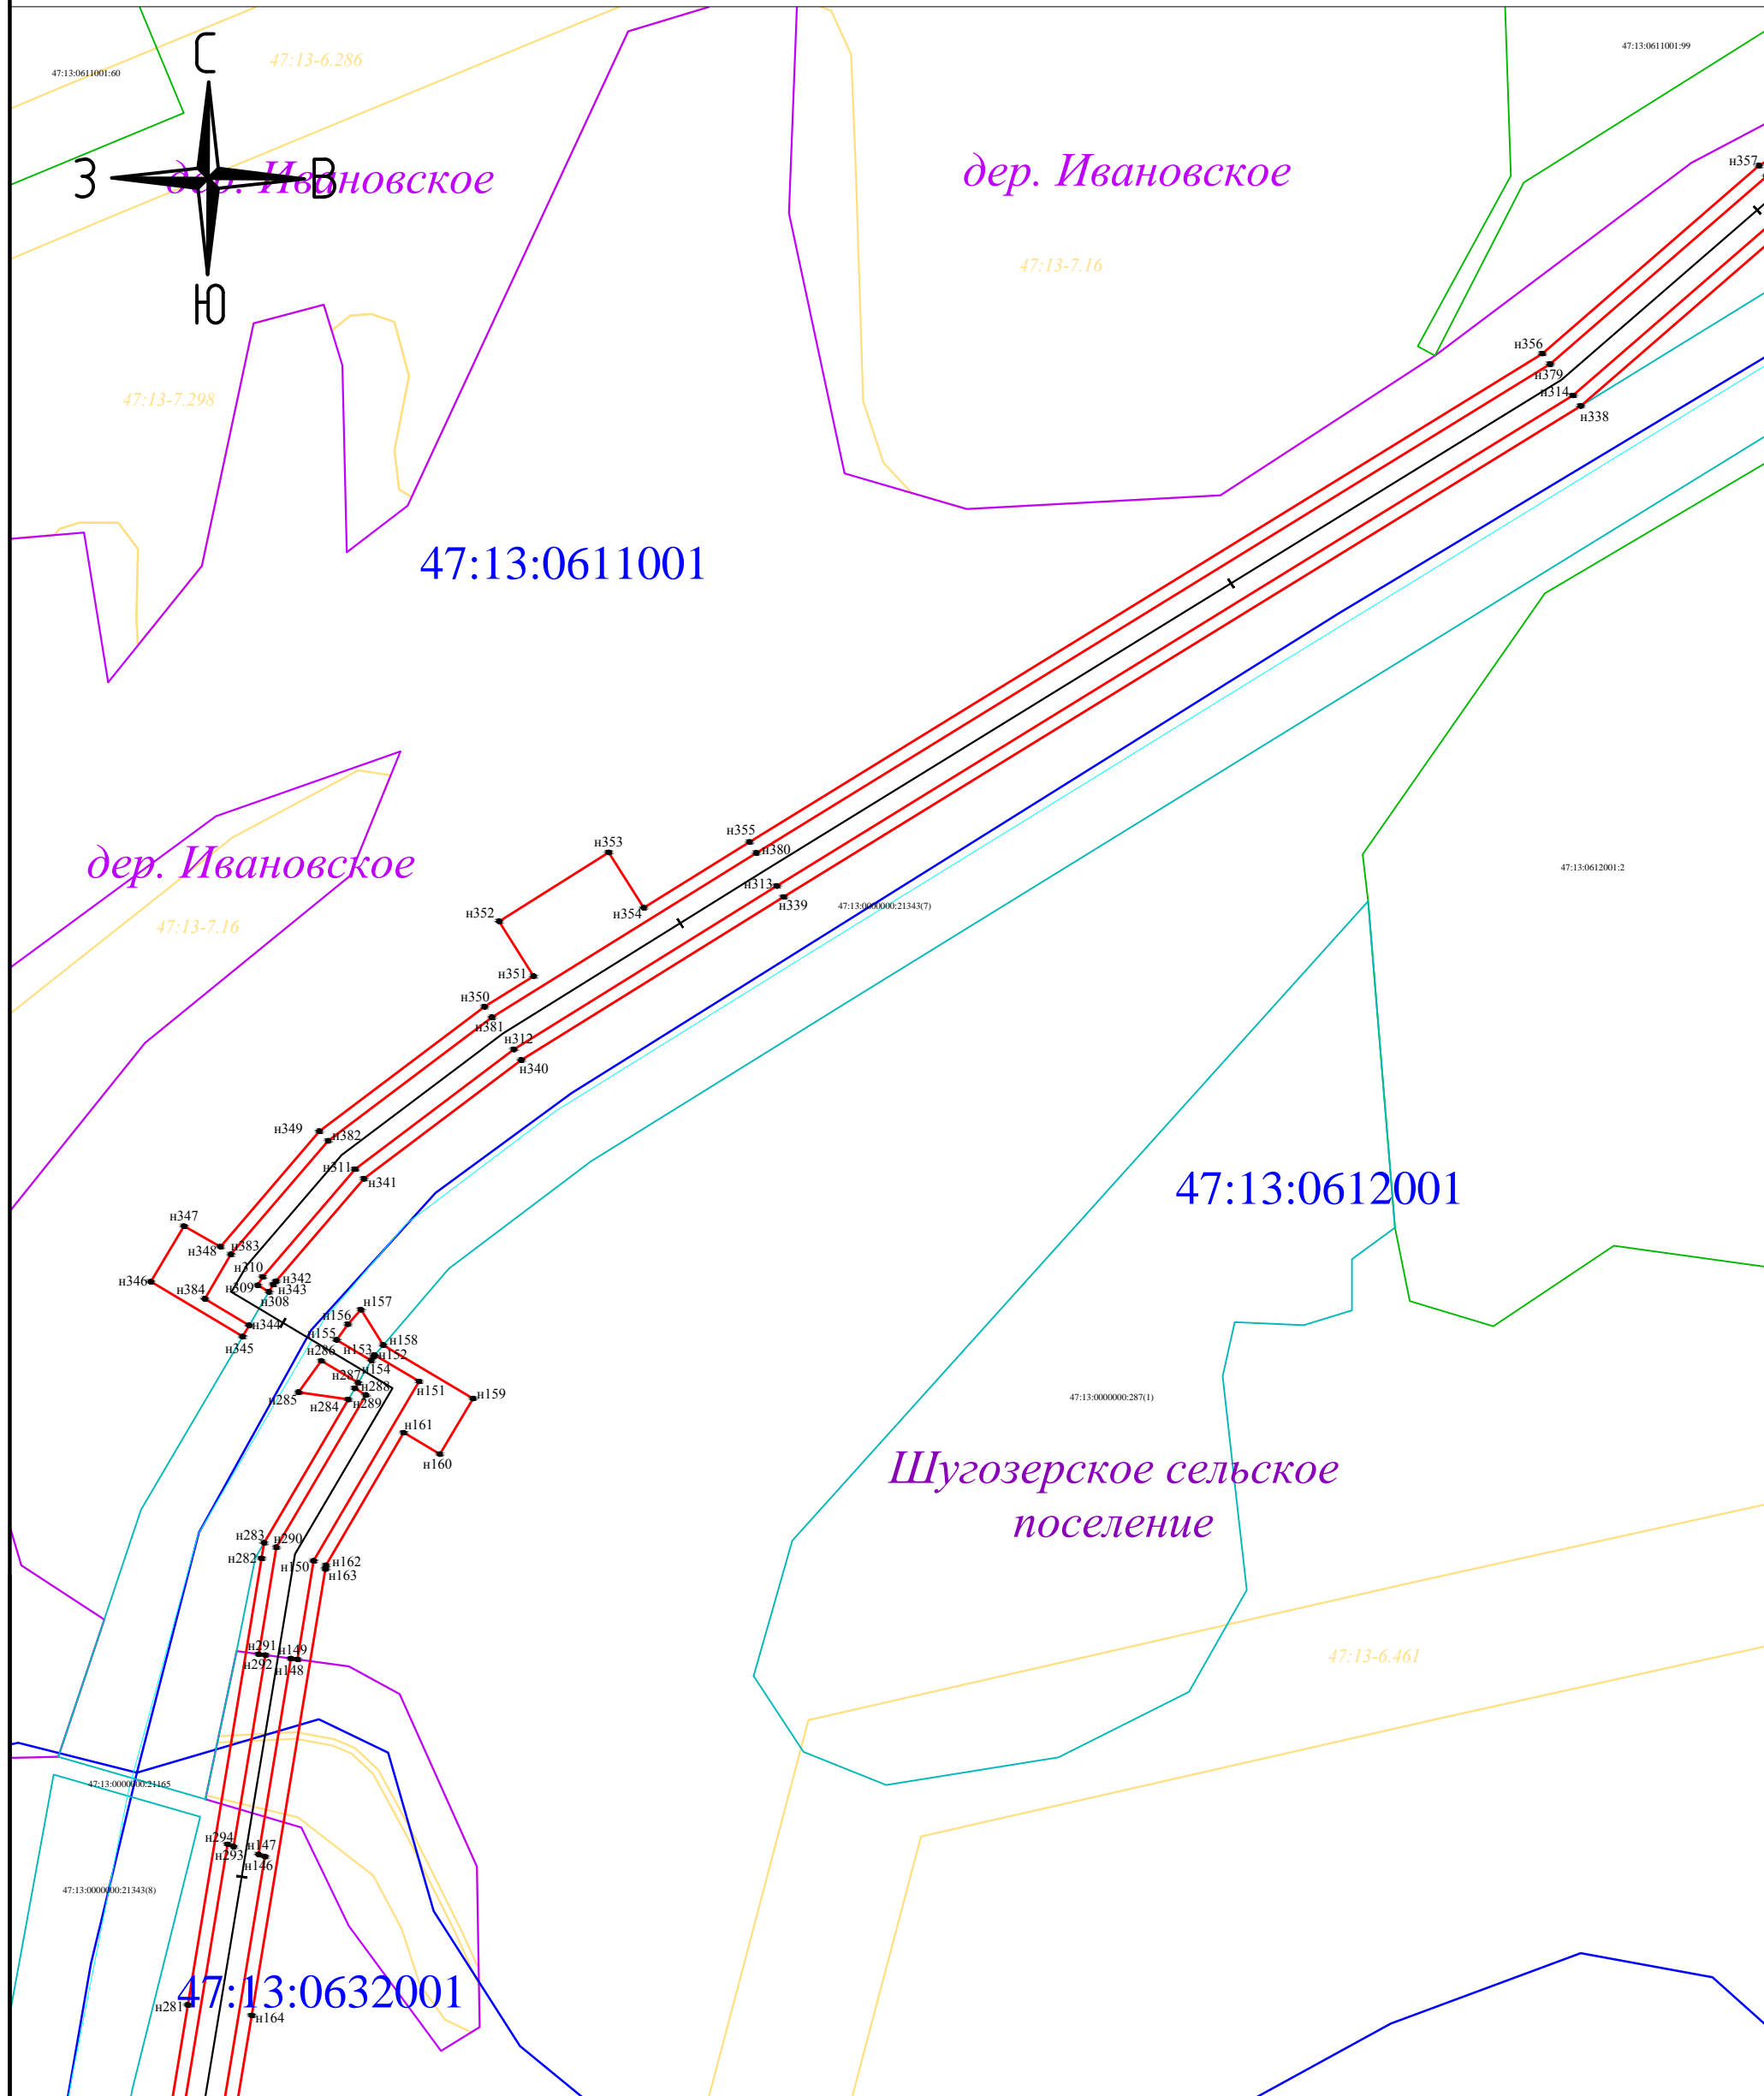 С
47:13-6.286
47:13:0611001:60
47:13:0611001:99
З
В
дер. Ивановское
дер. Ивановское
н357
47:13-7.16
Ю
н356
н379
47:13-7.298
н314
н338
47:13:0611001
н355
н353
н380
дер. Ивановское
47:13:0612001:2
н313
н339
н354
47:13:0000000:21343(7)
н352
47:13-7.16
н351
н350
н381
н312
н340
н349
н382
н311
н341
47:13:0612001
н347
н348
н383
н310
н346
н309
н342
н343
н384
н308
н157
н344
н156
н345
н155
н158
н153
н152
н286
н154
н287
н288
н151
н285
н284
н289
н159
47:13:0000000:287(1)
н161
н160
Шугозерское сельское
поселение
н283
н290
н282
н150
н162
н163
н291
н149
н292
н148
47:13-6.461
47:13:0000000:21165
н294
н147
н293
н146
47:13:0000000:21343(8)
47:13:0632001
н281
н164